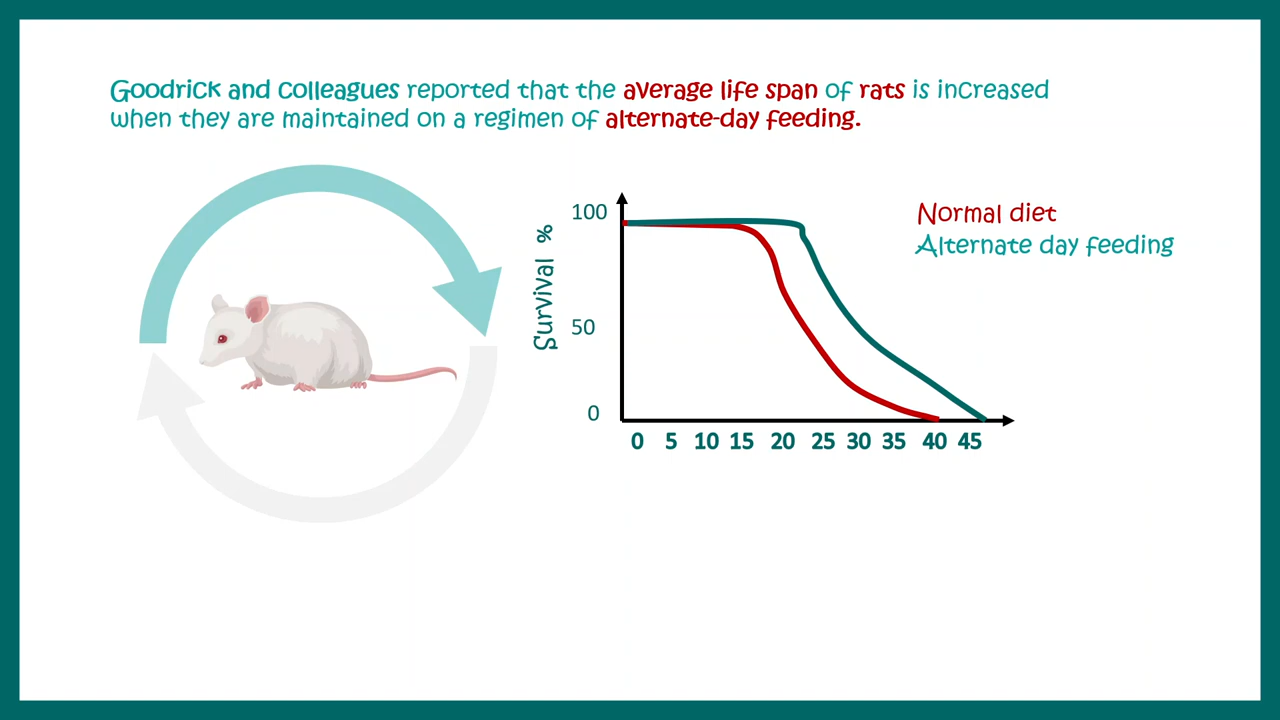 Goodrick and colleagues reported that the average life span of rats is increased
when they are maintained on a regimen of alternate-day feeding.
Normal diet
Alternate day feeding
Survival %
100
50
0
0 5 10 15 20 25 30 35 40 45